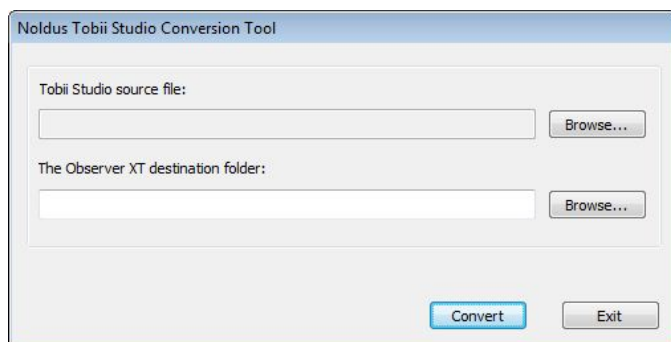 Noldus Tobii Studio Conversion Tool
Tobii Studio source file:
Browse...
The Observer XT destination folder:
Browse...
Convert Exit